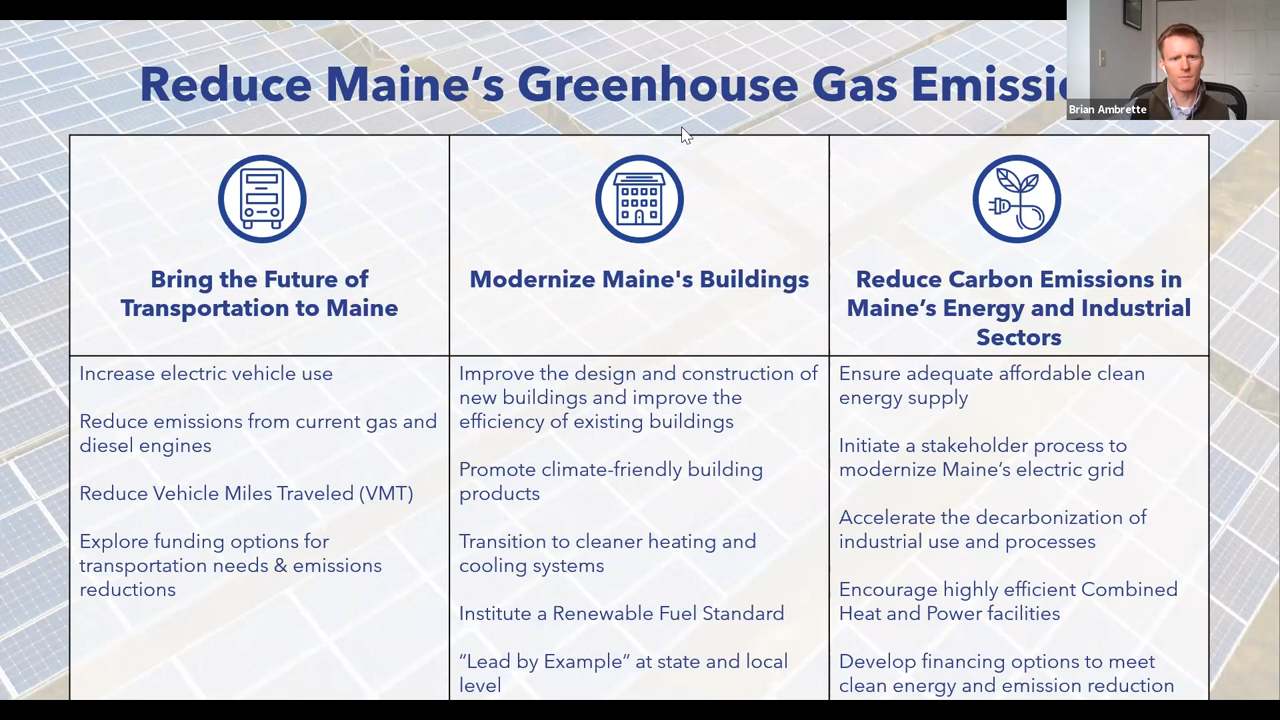 Reduce Maine's Greenhouse Gas Emissio
Brian Ambrette
Bring the Future of
Transportation to Maine
Modernize Maine's Buildings
Reduce Carbon Emissions in
Maine's Energy and Industrial
Sectors
Increase electric vehicle use
Reduce emissions from current gas and
diesel engines
Reduce Vehicle Miles Traveled (VMT)
Explore funding options for
transportation needs & emissions
reductions
Improve the design and construction of
new buildings and improve the
efficiency of existing buildings
Promote climate-friendly building
products
Transition to cleaner heating and
cooling systems
Institute a Renewable Fuel Standard
“Lead by Example” at state and local
level
Ensure adequate affordable clean
energy supply
Initiate a stakeholder process to
modernize Maine's electric grid
Accelerate the decarbonization of
industrial use and processes
Encourage highly efficient Combined
Heat and Power facilities
Develop financing options to meet
clean energy and emission reduction